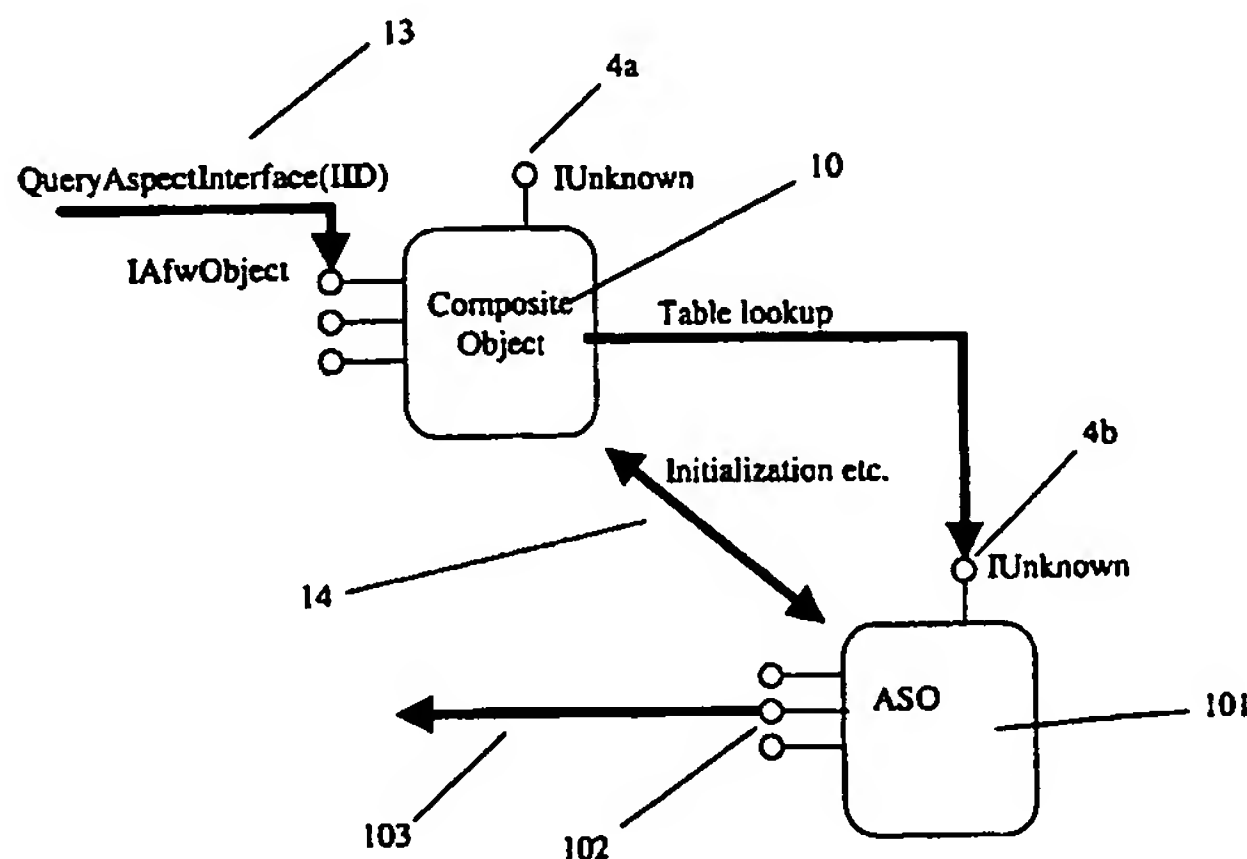 13
4a
QueryAspectInterface(IID)
IUnknown
10
IAfwObject
Composite
Object
Table lookup
4b
Initialization etc.
IUnknown
14
ASO
101
103
102